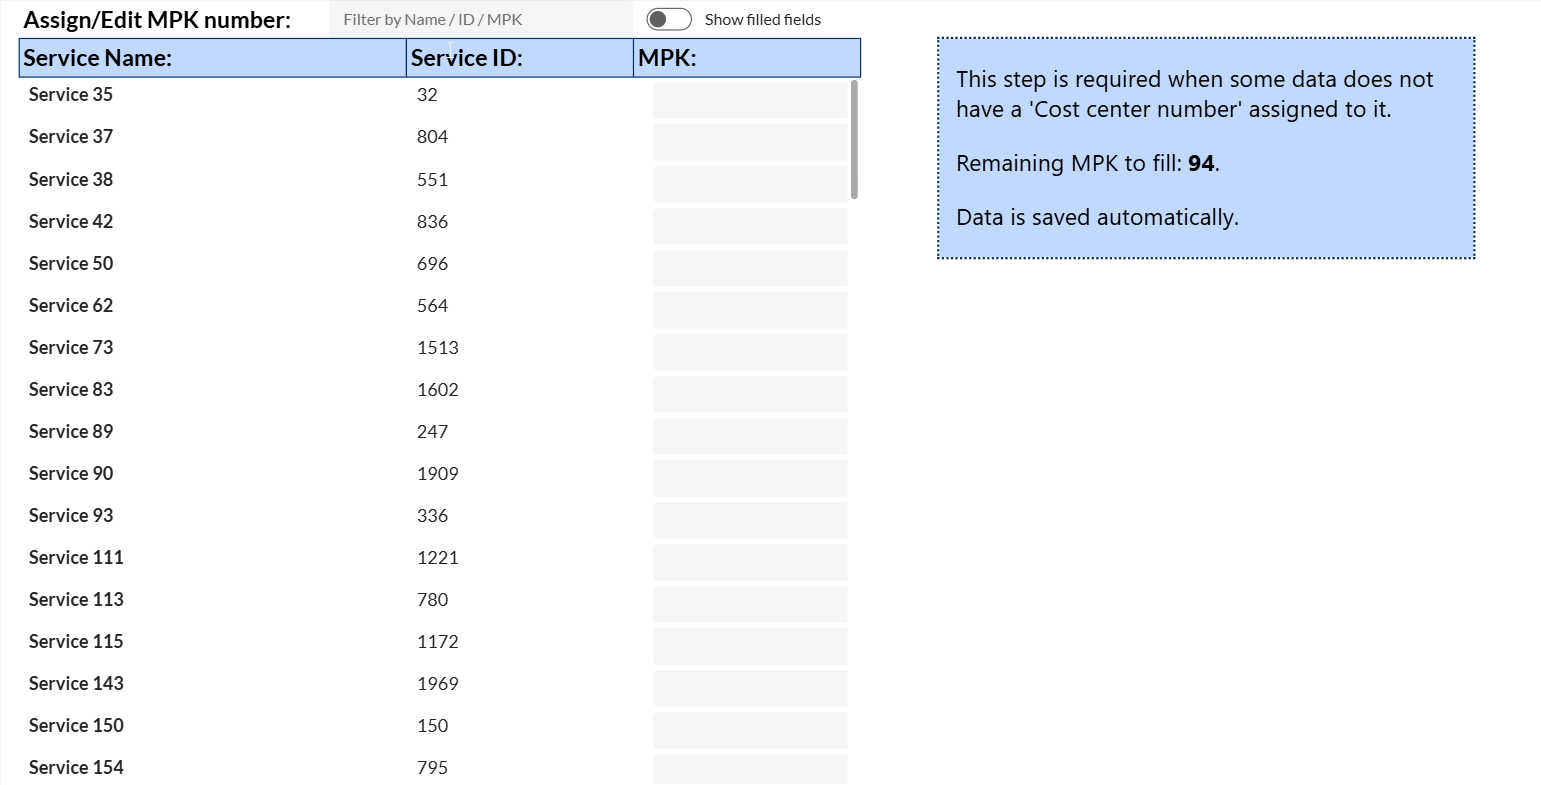 Assign/Edit MPK number: Filter by Name / ID / MPK Show filled fields
Service Name: Service ID: MPK:
Service 35 32
Service 37 804
Service 38 551
Service 42 836
Service 50 696
Service 62 564
Service 73 1513
Service 83 1602
Service 89 247
Service 90 1909
Service 93 336
Service 111 1221
Service 113 780
Service 115 1172
Service 143 1969
Service 150 150
Service 154 795
This step is required when some data does not
have a 'Cost center number' assigned to it.
Remaining MPK to fill: 94.
Data is saved automatically.